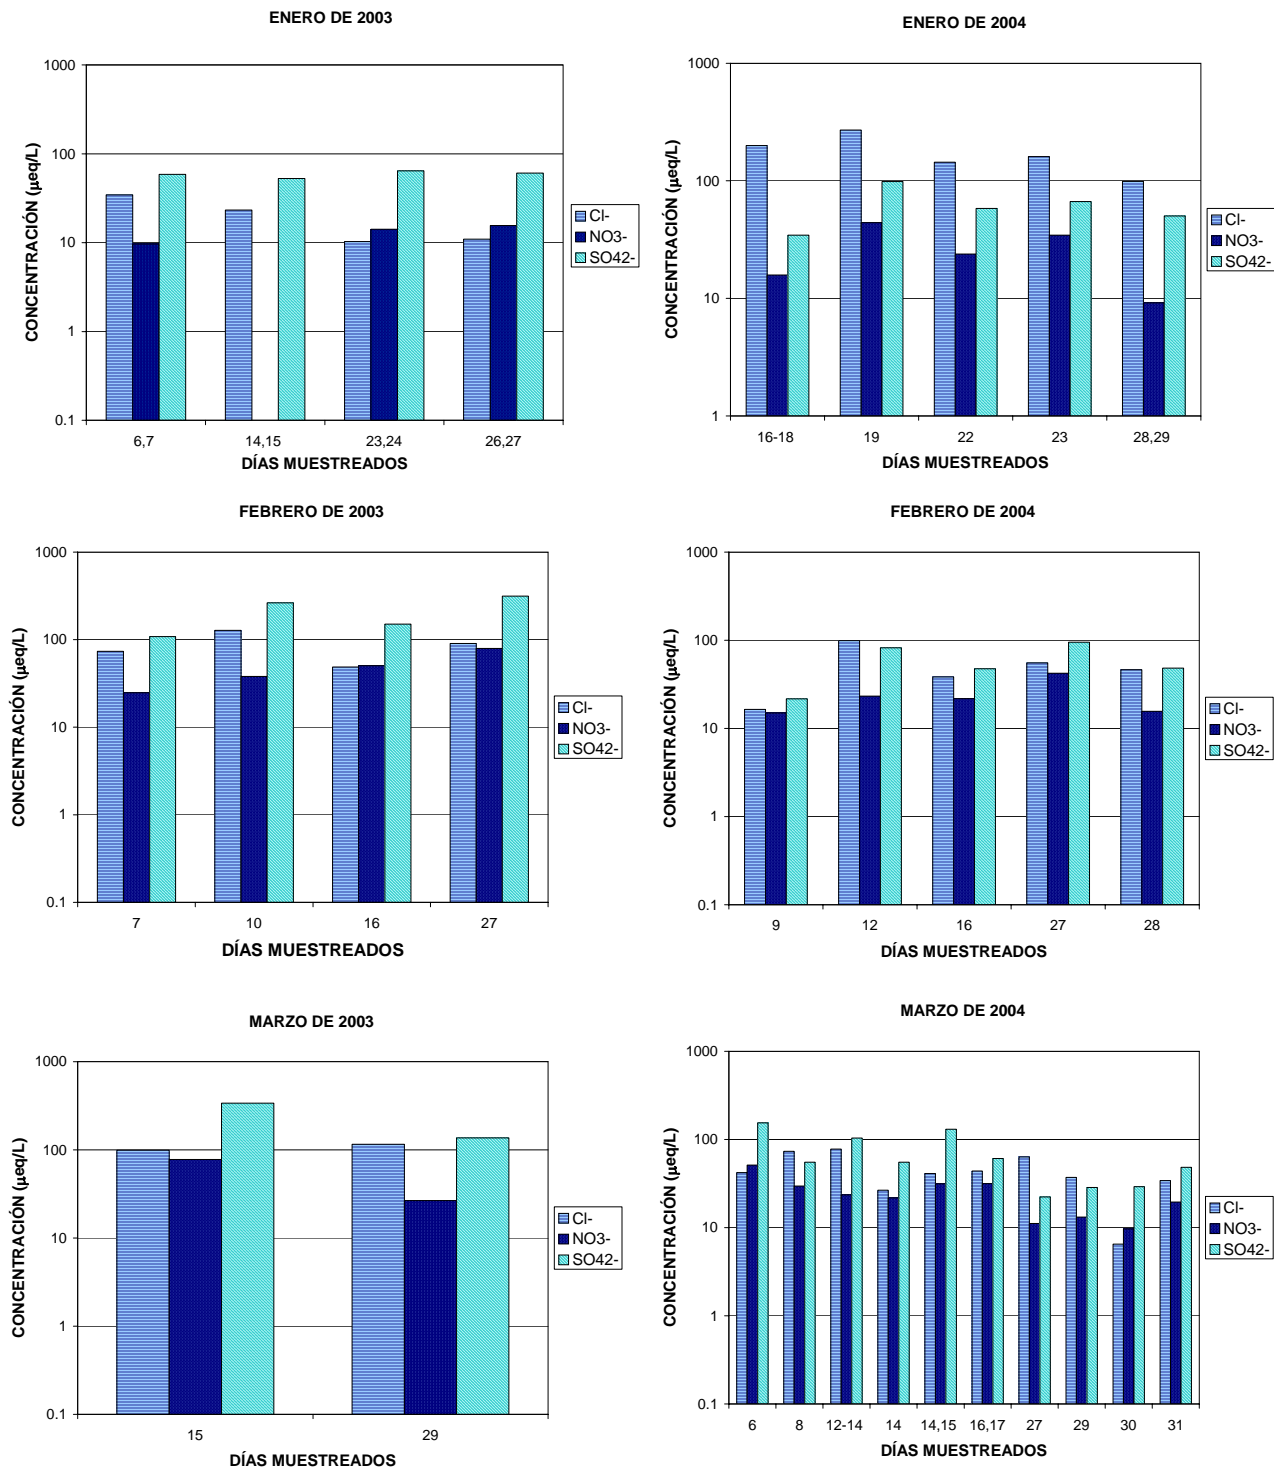 ENERO DE 2003
1000
100
10
1
0.1
CONCENTRACIÓN (µeq/L)
6,7 14,15 23,24 26,27
DÍAS MUESTREADOS
Cl-
NO3-
SO42-
ENERO DE 2004
1000
100
10
1
CONCENTRACIÓN (µeq/L)
16-18 19 22 23 28,29
DÍAS MUESTREADOS
Cl-
NO3-
SO42-
FEBRERO DE 2003
1000
100
10
1
0.1
CONCENTRACIÓN (µeq/L)
7 10 16 27
DÍAS MUESTREADOS
Cl-
NO3-
SO42-
FEBRERO DE 2004
1000
100
10
1
0.1
CONCENTRACIÓN (µeq/L)
9 12 16 27 28
DÍAS MUESTREADOS
Cl-
NO3-
SO42-
MARZO DE 2003
1000
100
10
1
0.1
CONCENTRACIÓN (µeq/L)
15 29
DÍAS MUESTREADOS
Cl-
NO3-
SO42-
MARZO DE 2004
1000
100
10
1
0.1
CONCENTRACIÓN (µeq/L)
6 8 12-14 14 14,15 16,17 27 29 30 31
DÍAS MUESTREADOS
Cl-
NO3-
SO42-